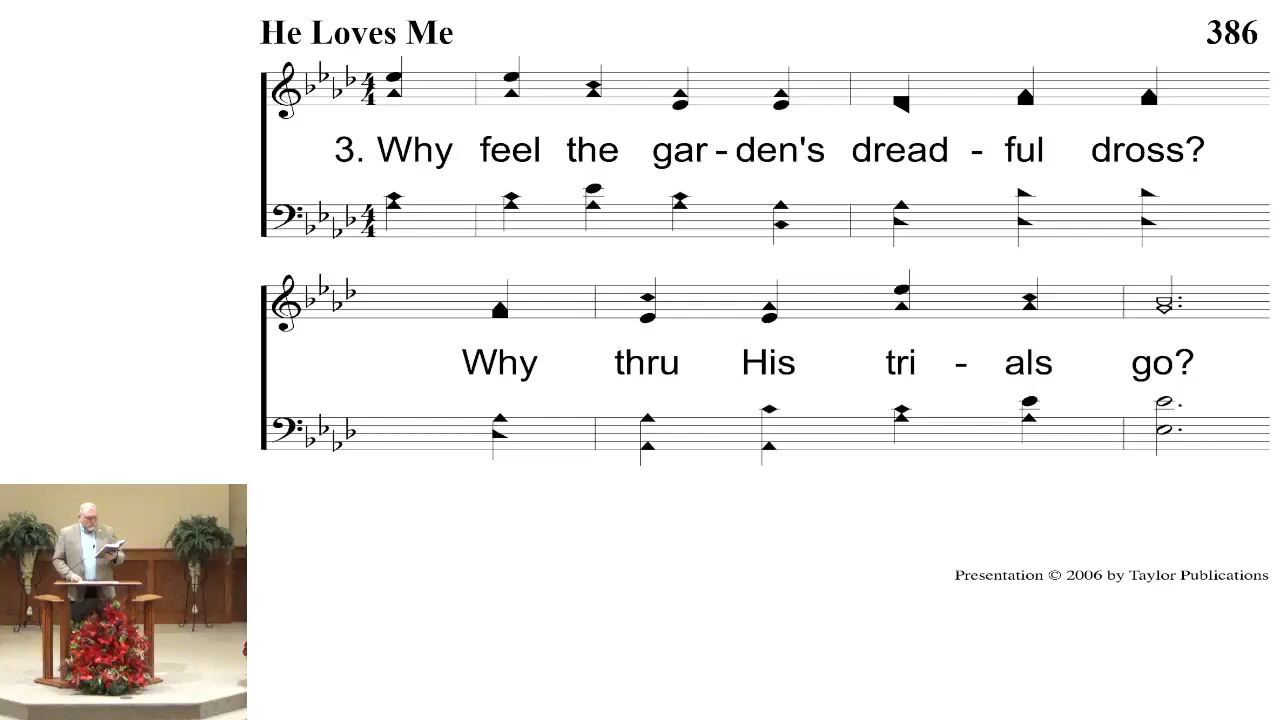 He Loves Me 386
3. Why feel the gar - den's dread - ful dross?
Why thru His tri - als go?
Presentation © 2006 by Taylor Publications